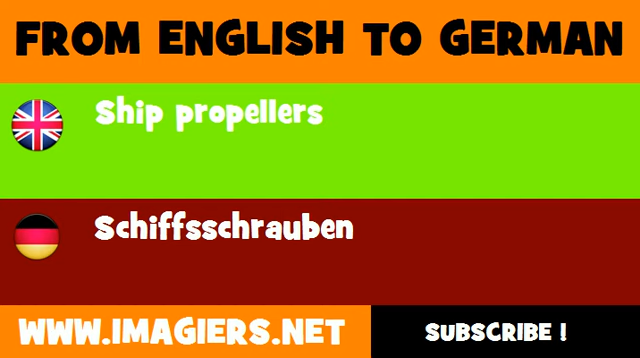 FROM ENGLISH TO GERMAN
Ship propellers
Schiffsschrauben
WWW.IMAGIERS.NET
SUBSCRIBE !